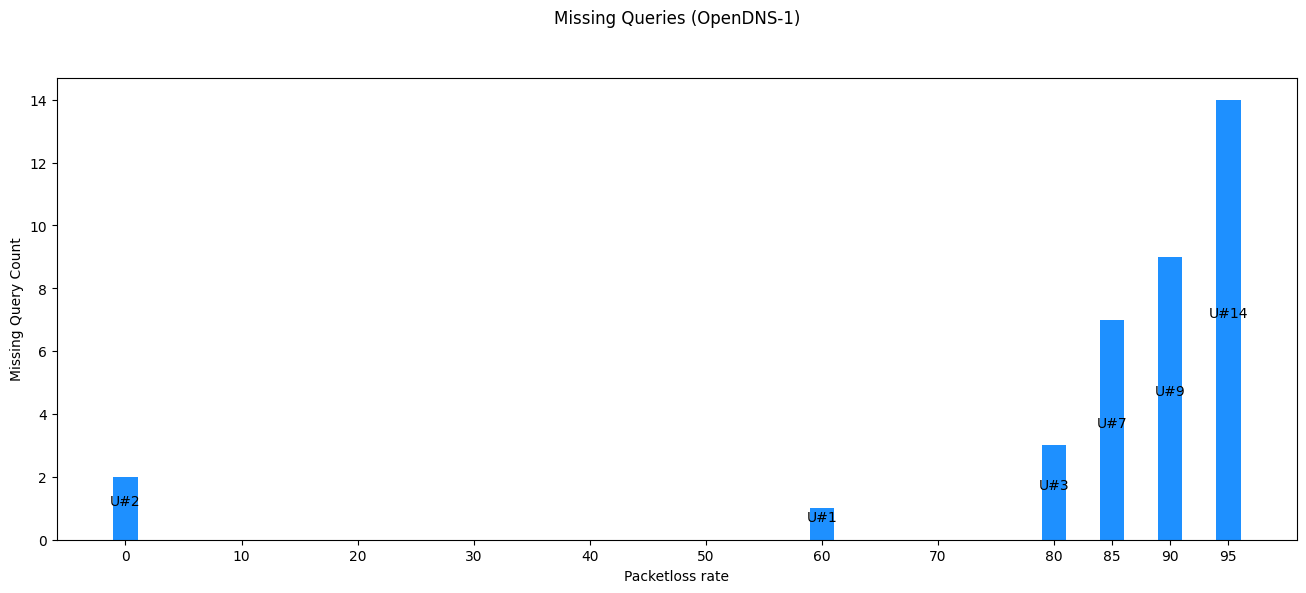 Missing Queries (OpenDNS-1)
Missing Query Count
14
12
10
8
6
4
2
0
U#2
U#1
U#3
U#7
U#9
U#14
0 10 20 30 40 50 60 70 80 85 90 95
Packetloss rate